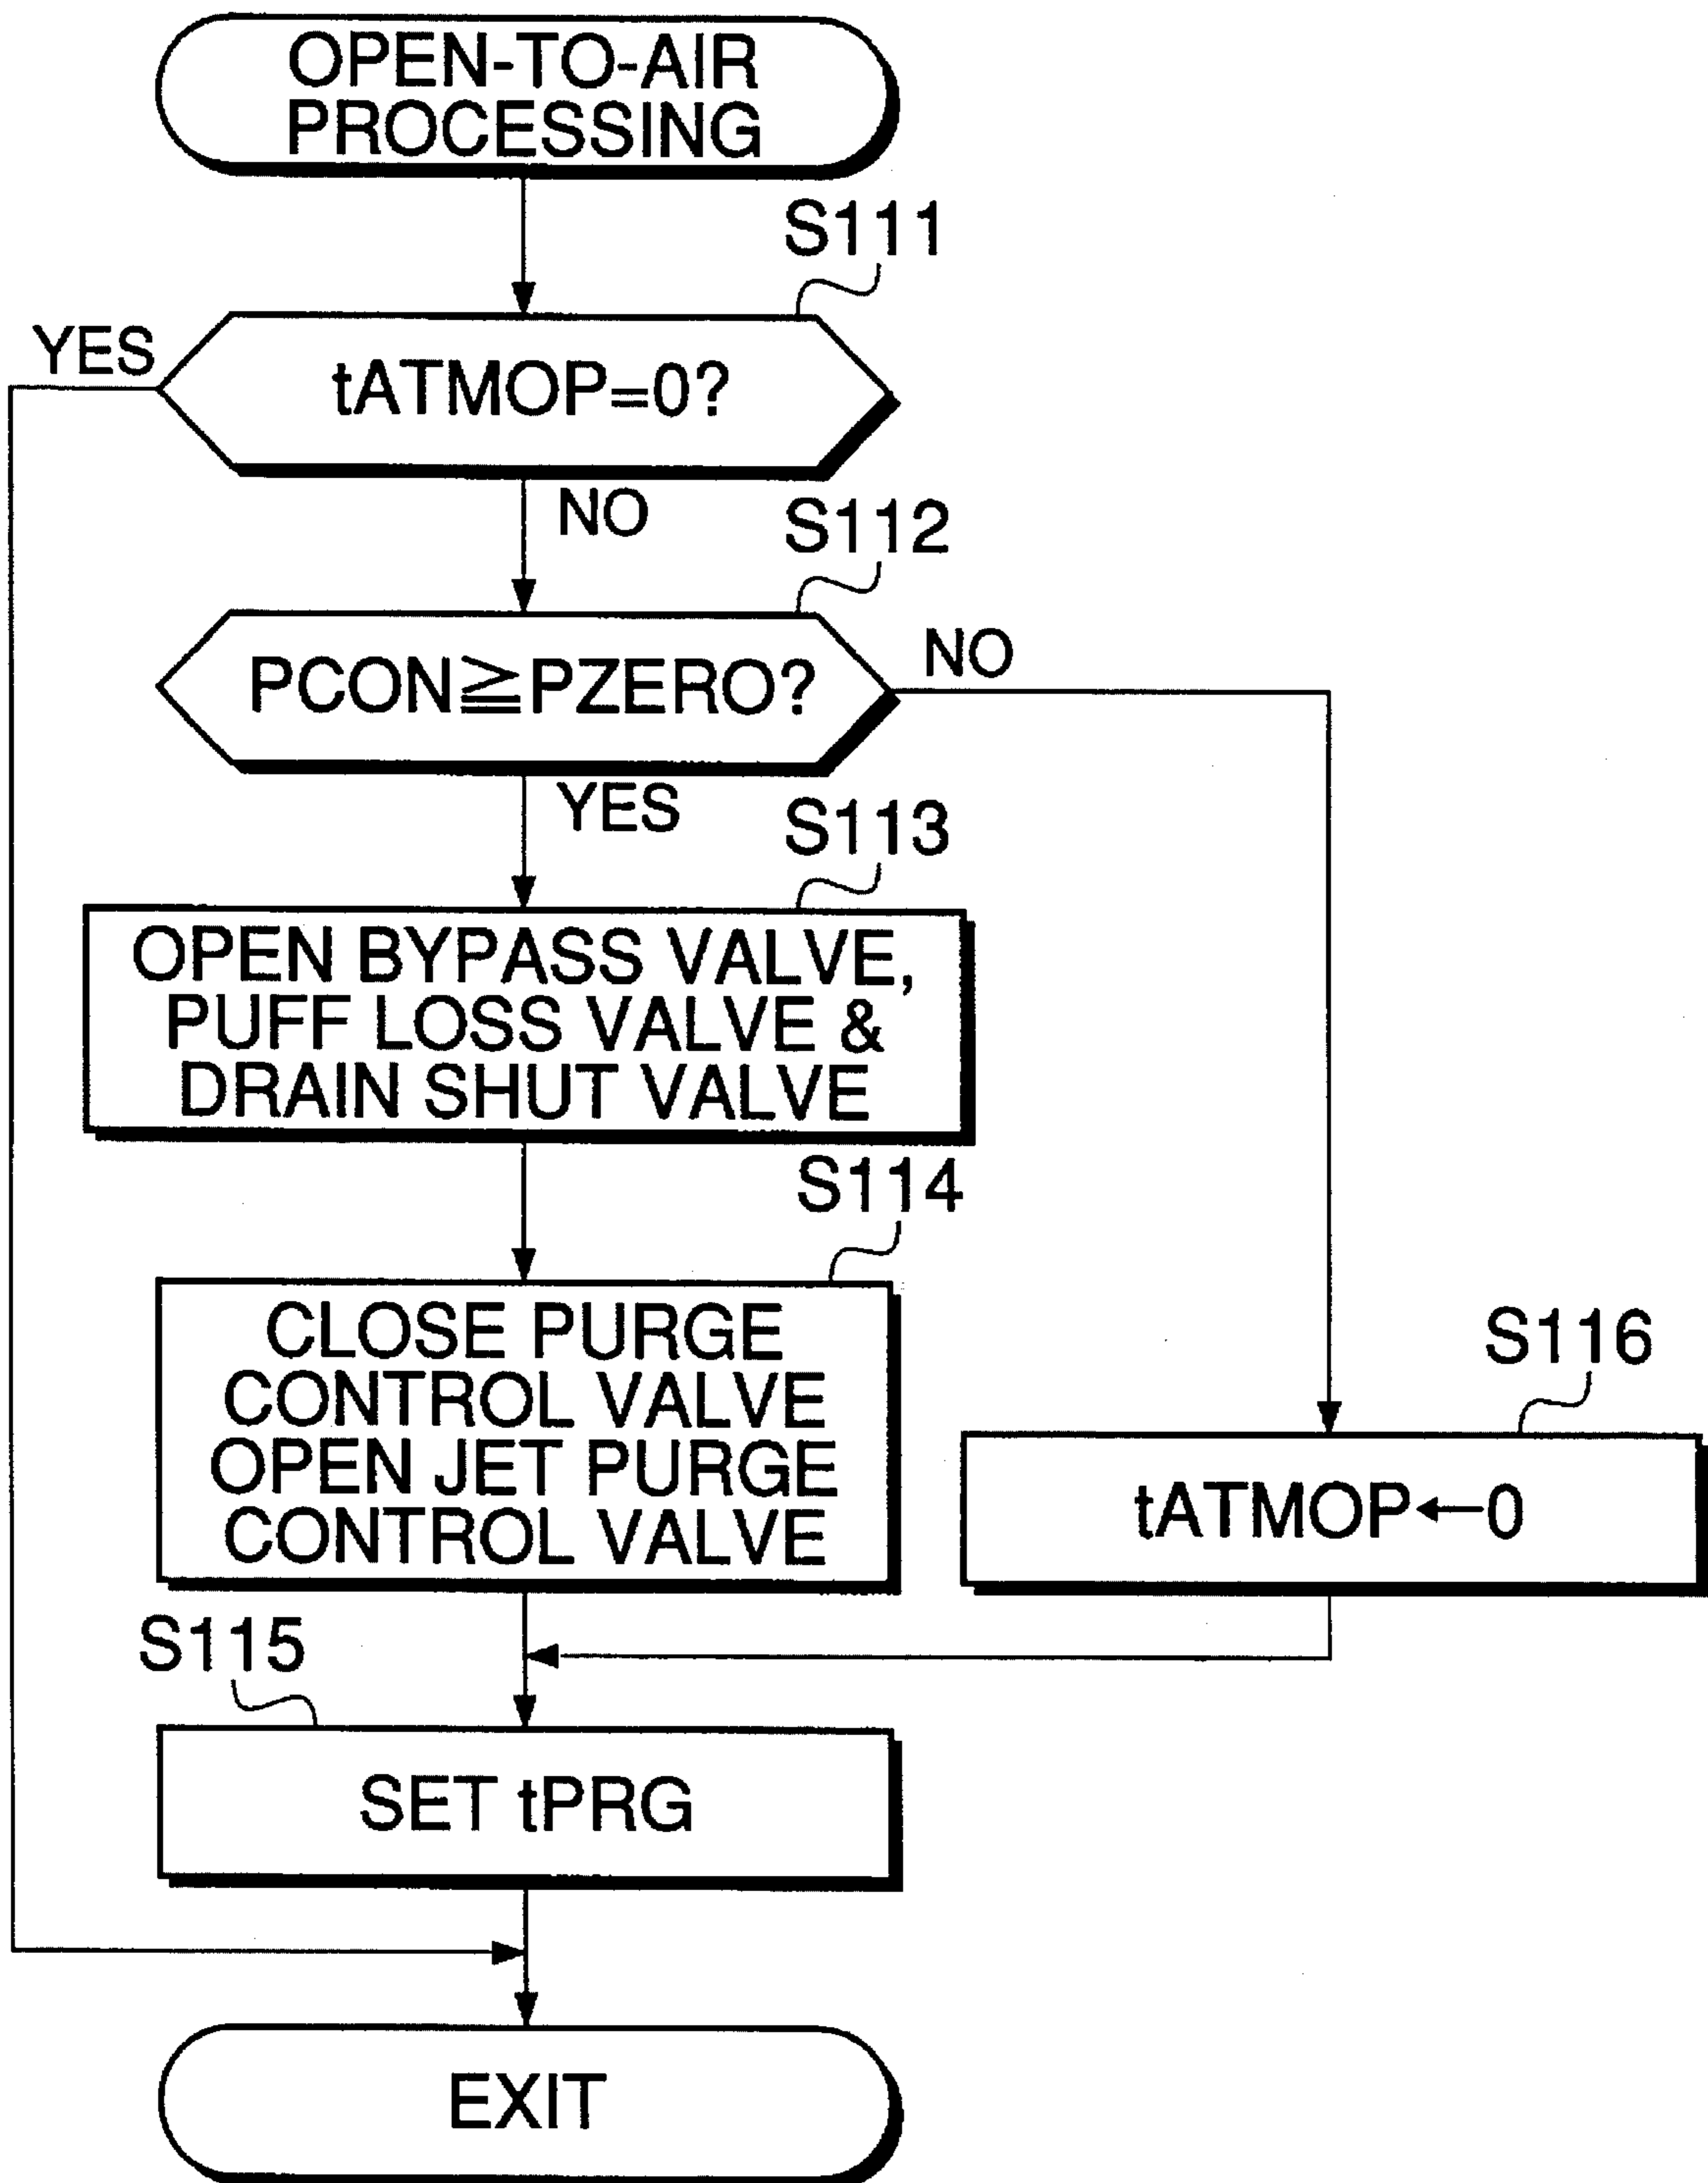 OPEN-TO-AIR
PROCESSING
S111
YES
tATMOP=0?
NO
S112
PCON≧PZERO?
NO
YES
S113
OPEN BYPASS VALVE,
PUFF LOSS VALVE &
DRAIN SHUT VALVE
S114
CLOSE PURGE
CONTROL VALVE
OPEN JET PURGE
CONTROL VALVE
S116
tATMOP←0
S115
SET tPRG
EXIT